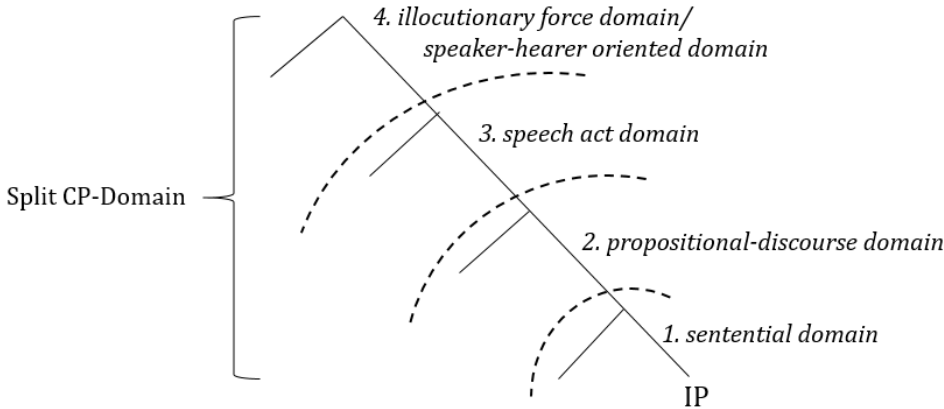 4. illocutionary force domain/
speaker-hearer oriented domain
3. speech act domain
Split CP-Domain
2. propositional-discourse domain
1. sentential domain
IP